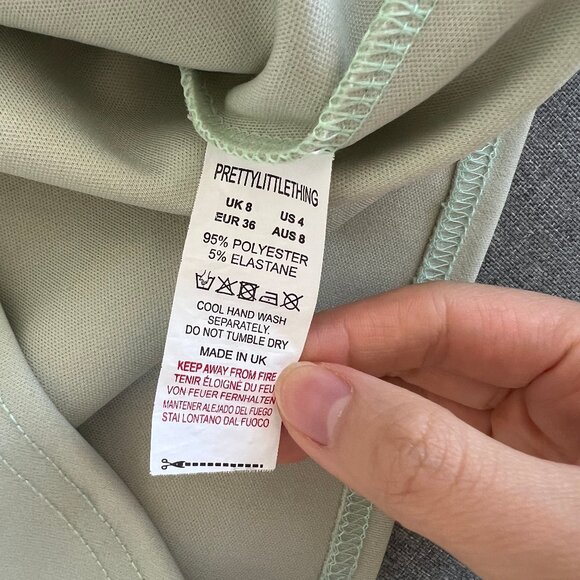 PRETTYLITTLETHING
UK 8 US 4
EUR 36 AUS 8
95% POLYESTER
5% ELASTANE
COOL HAND WASH
SEPARATELY.
DO NOT TUMBLE DRY
MADE IN UK
KEEP AWAY FROM FIRE
TENIR ÉLOIGNÉ DU FEU
VON FEUER FERNHALTEN
MANTENER ALEJADO DEL FUEGO
STAI LONTANO DAL FUOCO